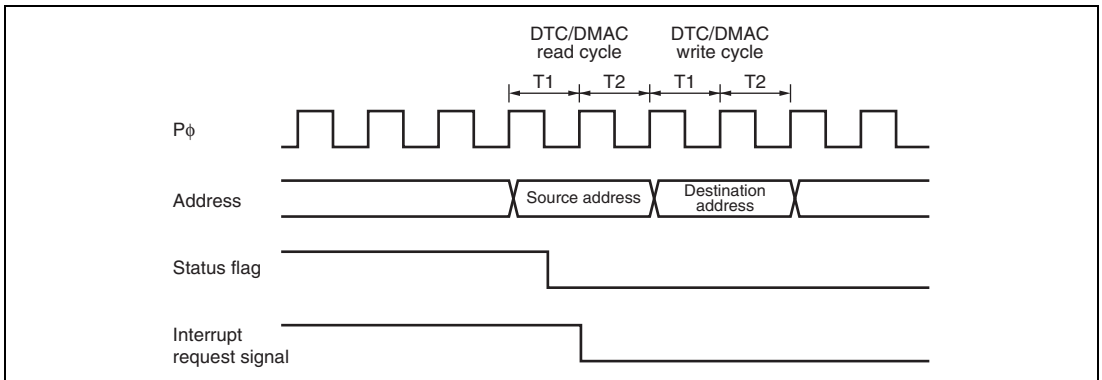 DTC/DMAC DTC/DMAC
read cycle write cycle
T1 T2 T1 T2
Pϕ
Address Source address Destination address
Status flag
Interrupt
request signal